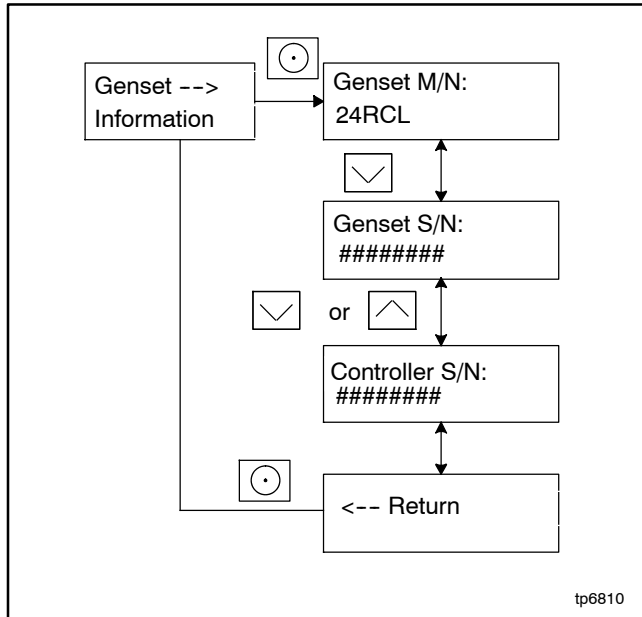 Genset -->
Information
Genset M/N:
24RCL
Genset S/N:
########
or
Controller S/N:
########
<-- Return
tp6810